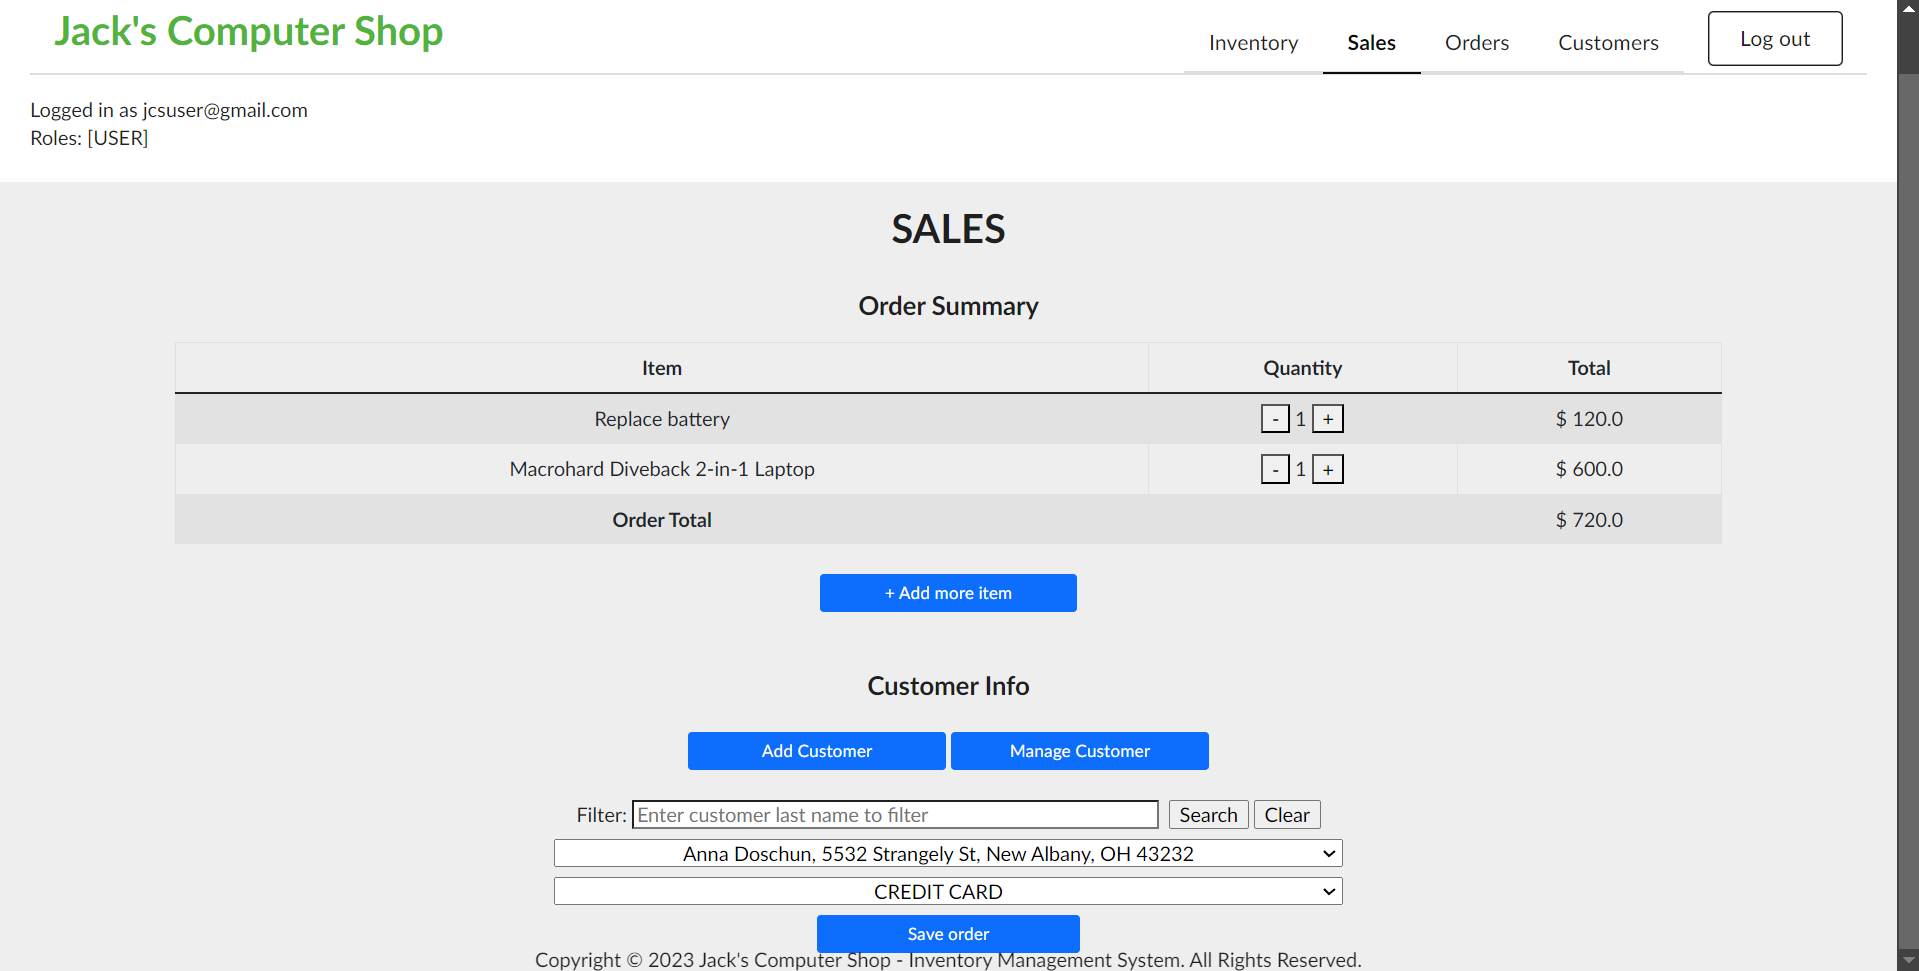 Jack's Computer Shop
Inventory Sales Orders Customers Log out
Logged in as jcsuser@gmail.com
Roles: [USER]
SALES
Order Summary
Item Quantity Total
Replace battery - 1 + $ 120.0
Macrohard Diveback 2-in-1 Laptop - 1 + $ 600.0
Order Total $ 720.0
+ Add more item
Customer Info
Add Customer Manage Customer
Filter: Enter customer last name to filter Search Clear
Anna Doschun, 5532 Strangely St, New Albany, OH 43232
CREDIT CARD
Save order
Copyright © 2023 Jack's Computer Shop - Inventory Management System. All Rights Reserved.